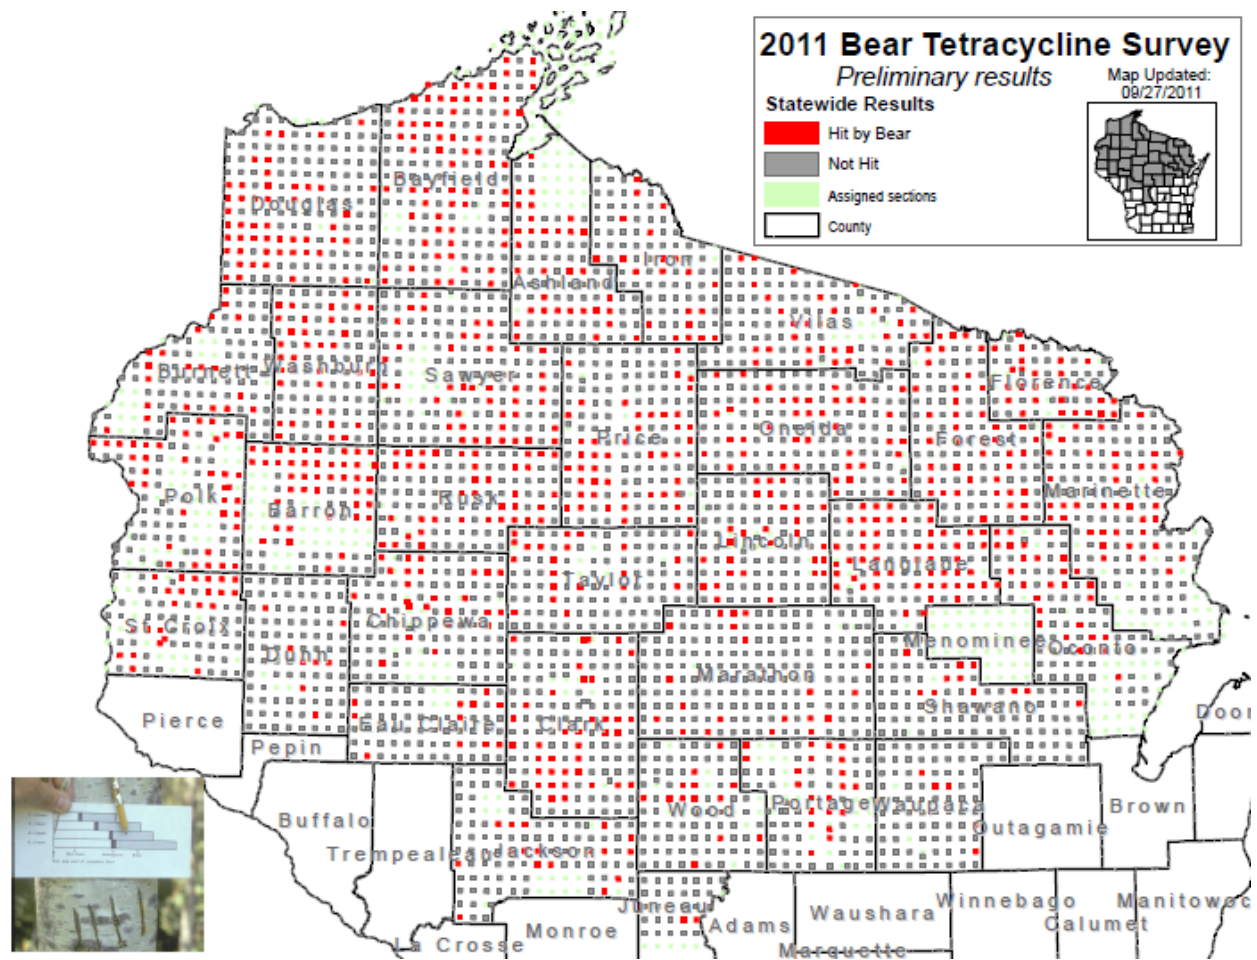 2011 Bear Tetracycline Survey
Preliminary results
Map Updated:
09/27/2011
Statewide Results
Hit by Bear
Not Hit
Assigned sections
County
Bayfield
Douglas
Iron
Ashland
Vilas
Burnett
Washburn
Sawyer
Florence
Price
Oneida
Forest
Polk
Barron
Rusk
Marinette
Lincoln
Langlade
Taylor
St Croix
Chippewa
Menominee
Oconto
Dunn
Marathon
Pierce
Eau Claire
Clark
Shawano
Door
Pepin
Buffalo
Wood
Portage
Waupaca
Brown
Outagamie
Trempealeau
Jackson
Juneau
Adams
Waushara
Winnebago
Manitowoc
Calumet
Monroe
La Crosse
Marquette